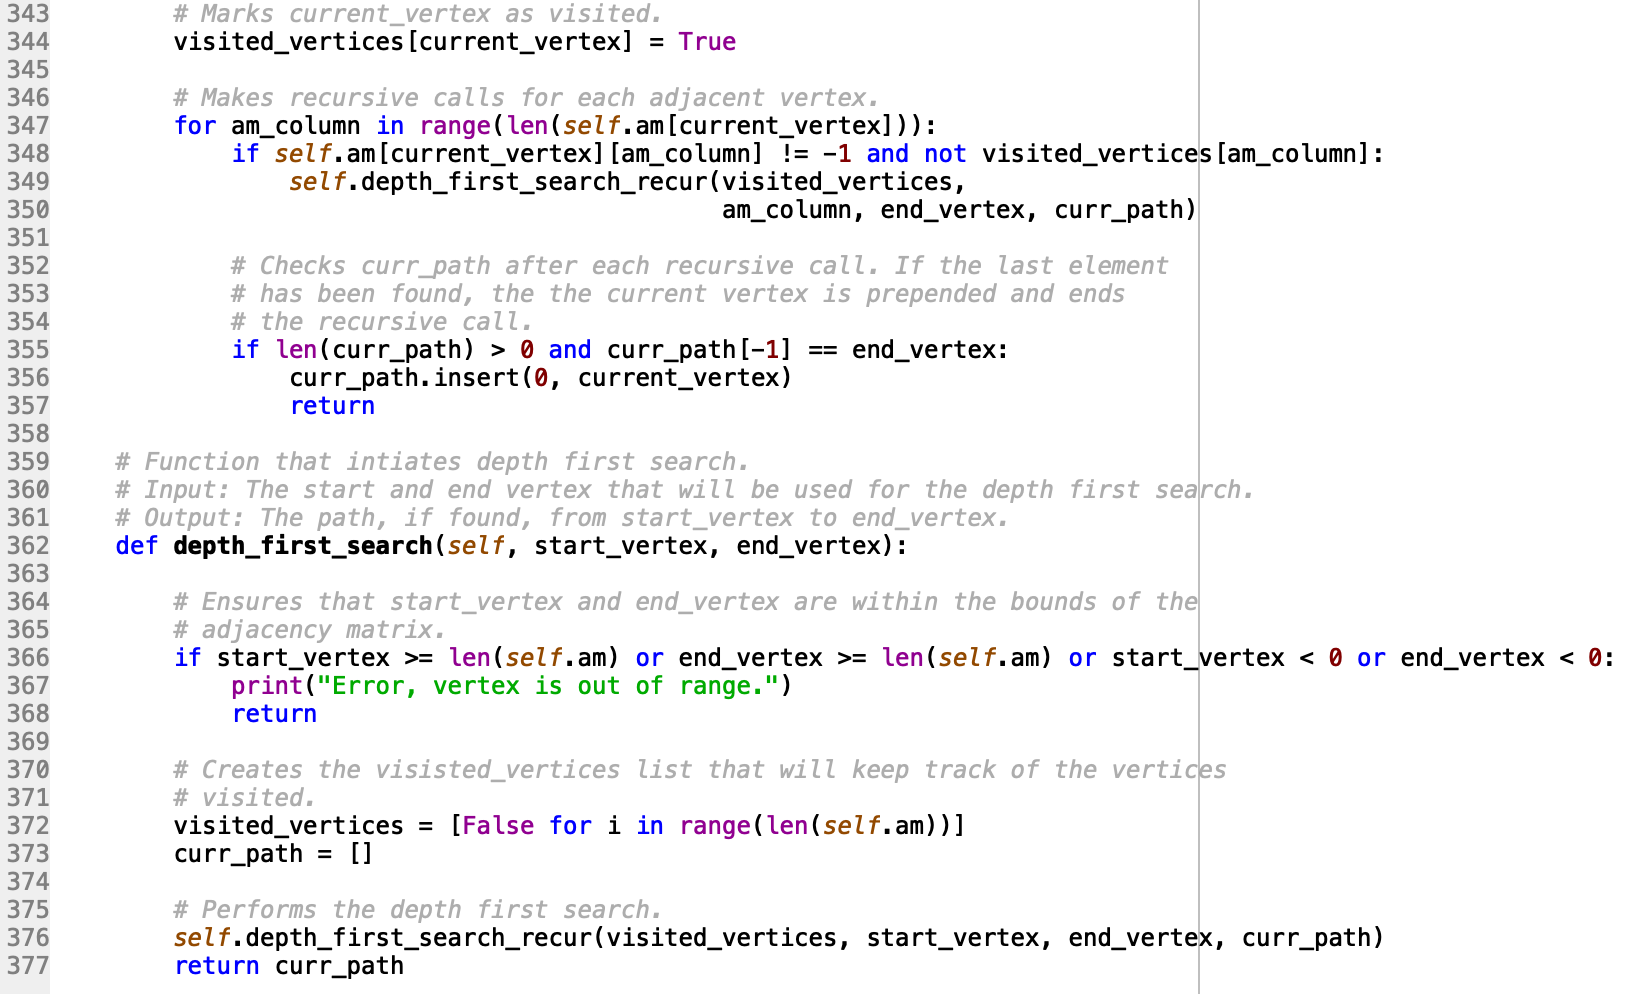 343         # Marks current_vertex as visited.
344         visited_vertices[current_vertex] = True
345
346         # Makes recursive calls for each adjacent vertex.
347         for am_column in range(len(self.am[current_vertex])):
348             if self.am[current_vertex][am_column] != -1 and not visited_vertices[am_column]:
349                 self.depth_first_search_recur(visited_vertices,
350                                               am_column, end_vertex, curr_path)
351
352             # Checks curr_path after each recursive call. If the last element
353             # has been found, the the current vertex is prepended and ends
354             # the recursive call.
355             if len(curr_path) > 0 and curr_path[-1] == end_vertex:
356                 curr_path.insert(0, current_vertex)
357                 return
358
359     # Function that intiates depth first search.
360     # Input: The start and end vertex that will be used for the depth first search.
361     # Output: The path, if found, from start_vertex to end_vertex.
362     def depth_first_search(self, start_vertex, end_vertex):
363
364         # Ensures that start_vertex and end_vertex are within the bounds of the
365         # adjacency matrix.
366         if start_vertex >= len(self.am) or end_vertex >= len(self.am) or start_vertex < 0 or end_vertex < 0:
367             print("Error, vertex is out of range.")
368             return
369
370         # Creates the visisted_vertices list that will keep track of the vertices
371         # visited.
372         visited_vertices = [False for i in range(len(self.am))]
373         curr_path = []
374
375         # Performs the depth first search.
376         self.depth_first_search_recur(visited_vertices, start_vertex, end_vertex, curr_path)
377         return curr_path